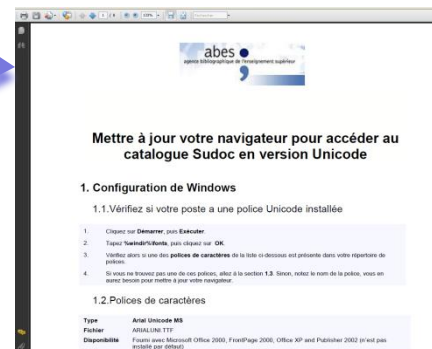 abes
agence bibliographique de l'enseignement supérieur
Mettre à jour votre navigateur pour accéder au
catalogue Sudoc en version Unicode
1. Configuration de Windows
1.1.Vérifiez si votre poste a une police Unicode installée
1. Cliquez sur Démarrer, puis Exécuter.
2. Tapez %windir%\fonts, puis cliquez sur OK.
3. Vérifiez alors si une des polices de caractères de la liste ci-dessous est présente dans votre répertoire de
polices.
4. Si vous ne trouvez pas une de ces polices, allez à la section 1.3. Sinon, notez le nom de la police, vous en
aurez besoin pour mettre à jour votre navigateur.
1.2.Polices de caractères
Type Arial Unicode MS
Fichier ARIALUNI.TTF
Disponibilité Fourni avec Microsoft Office 2000, FrontPage 2000, Office XP and Publisher 2002 (n'est pas
installé par défaut)